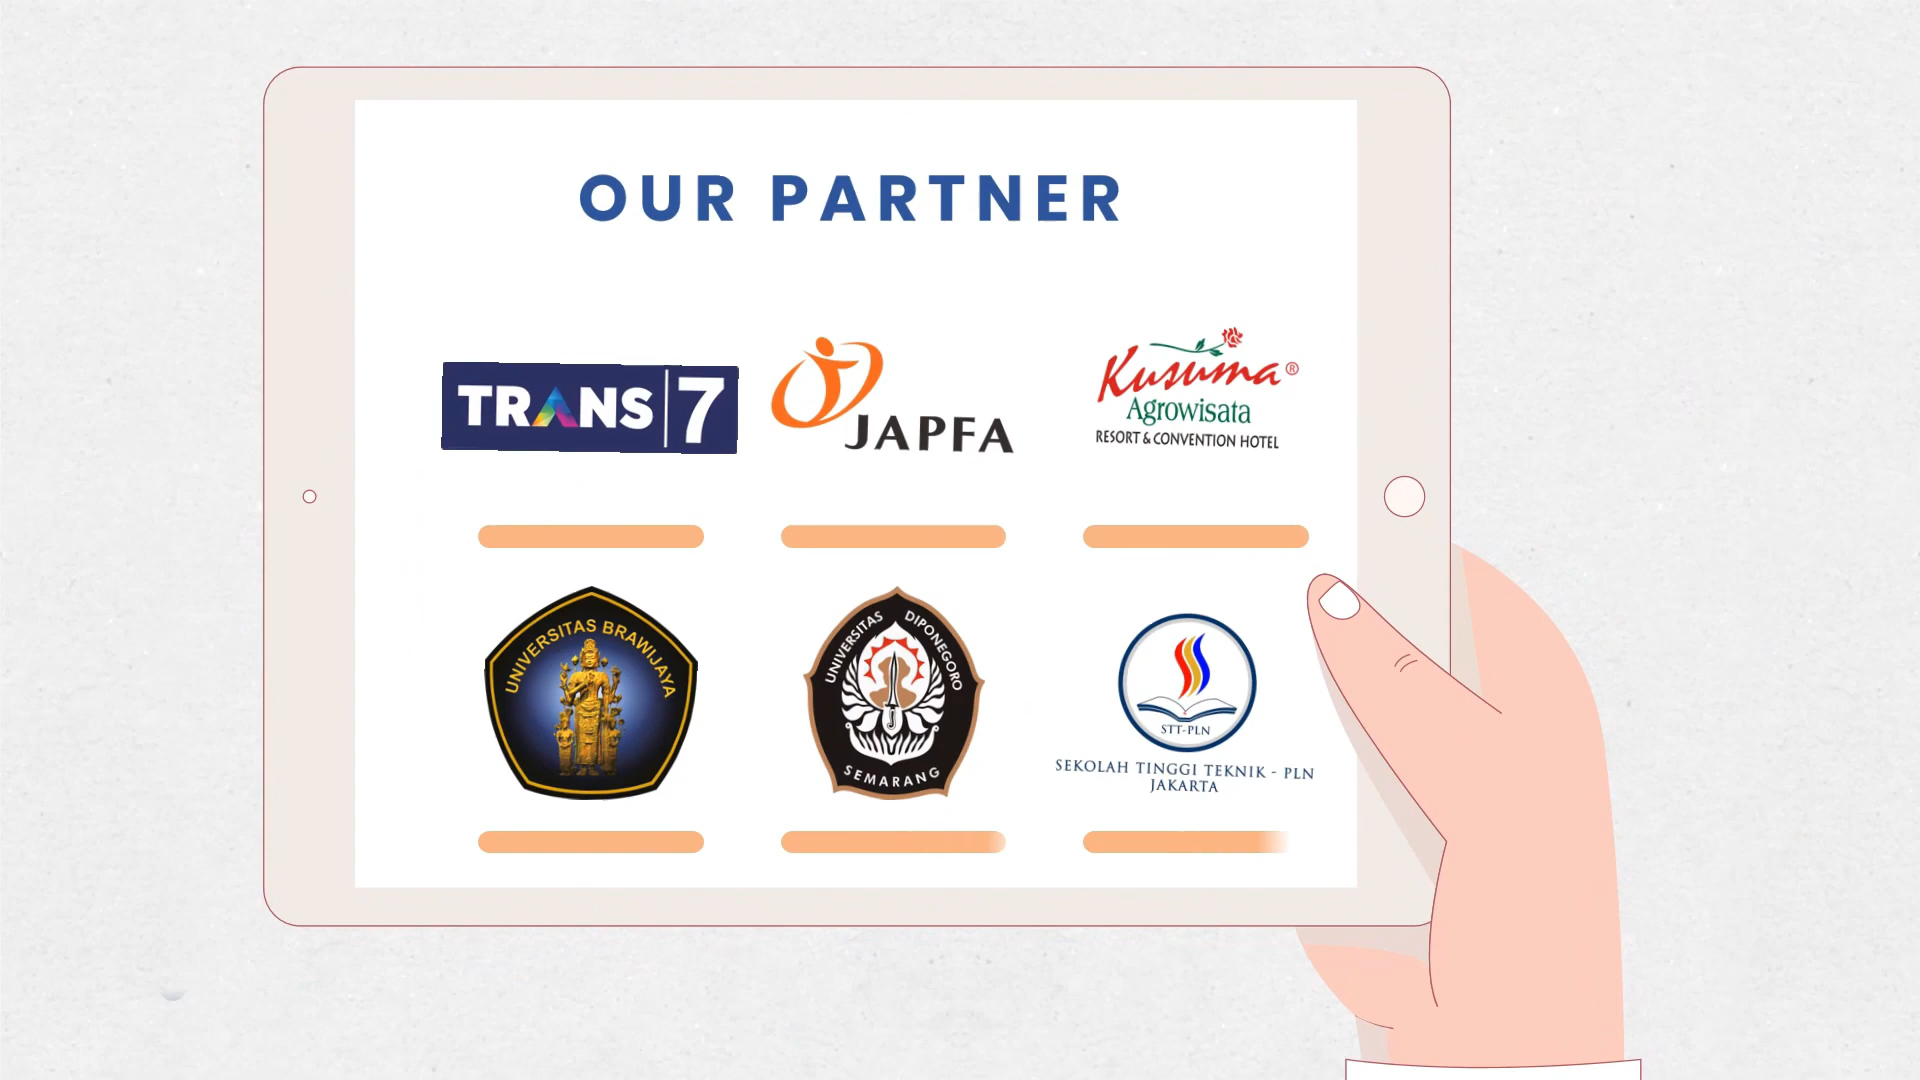 OUR PARTNER
TRANS 7
JAPFA
Kusuma®
Agrowisata
RESORT & CONVENTION HOTEL
UNIVERSITAS BRAWIJAYA
UNIVERSITAS DIPONEGORO
SEMARANG
STT-PLN
SEKOLAH TINGGI TEKNIK - PLN
JAKARTA